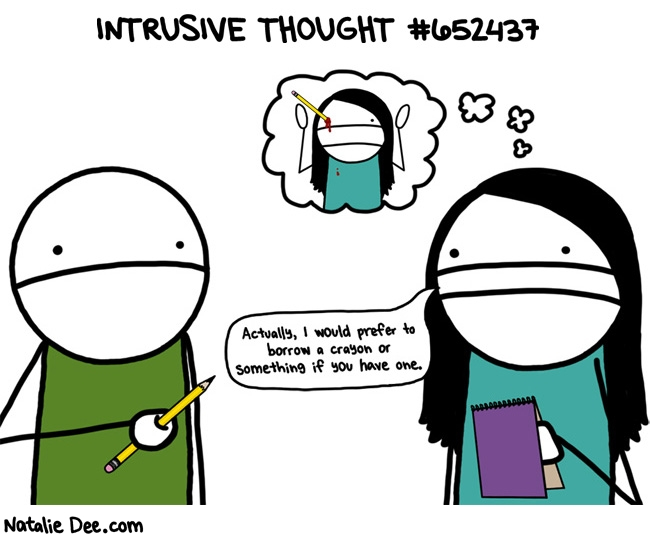 INTRUSIVE THOUGHT #652437
Actually, I would prefer to
borrow a crayon or
something if you have one.
Natalie Dee.com